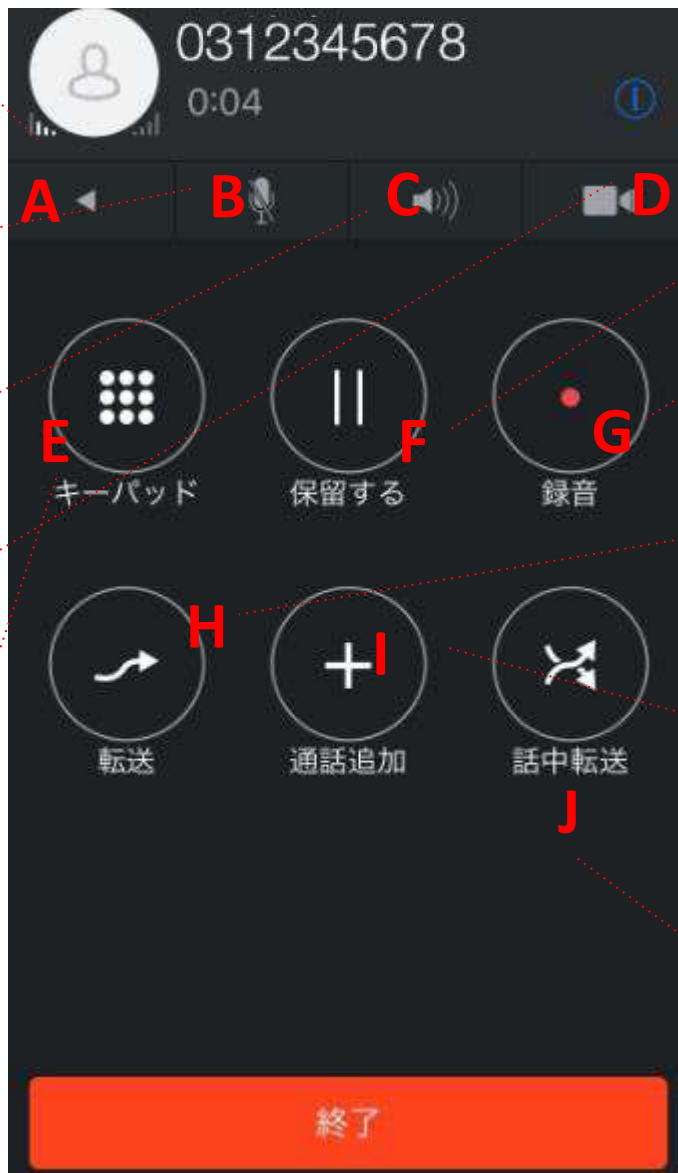 0312345678
0:04
A B C D
E F G
キーパッド 保留する 録音
H I
転送 通話追加 話中転送
J
終了